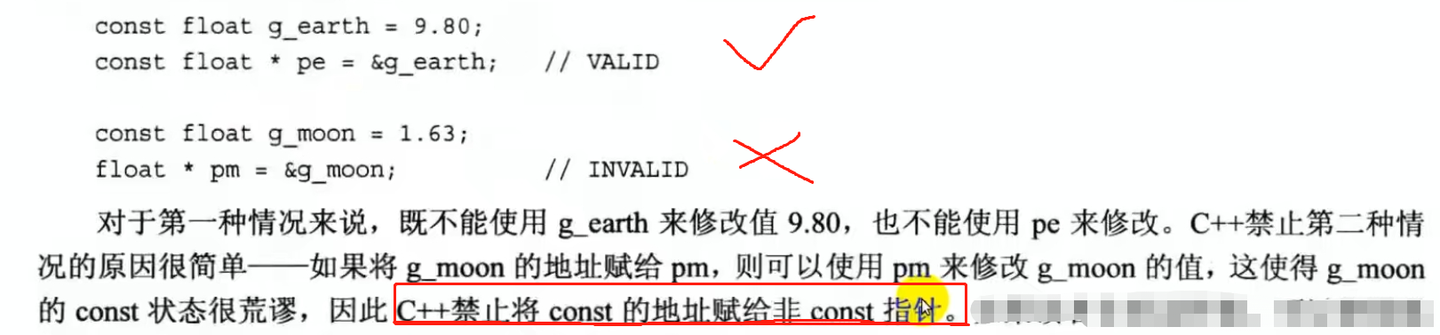 const float g_earth = 9.80;
const float * pe = &g_earth;   // VALID
const float g_moon = 1.63;
float * pm = &g_moon;          // INVALID
对于第一种情况来说，既不能使用 g_earth 来修改值 9.80，也不能使用 pe 来修改。C++禁止第二种情
况的原因很简单——如果将 g_moon 的地址赋给 pm，则可以使用 pm 来修改 g_moon 的值，这使得 g_moon
的 const 状态很荒谬，因此 C++禁止将 const 的地址赋给非 const 指针。